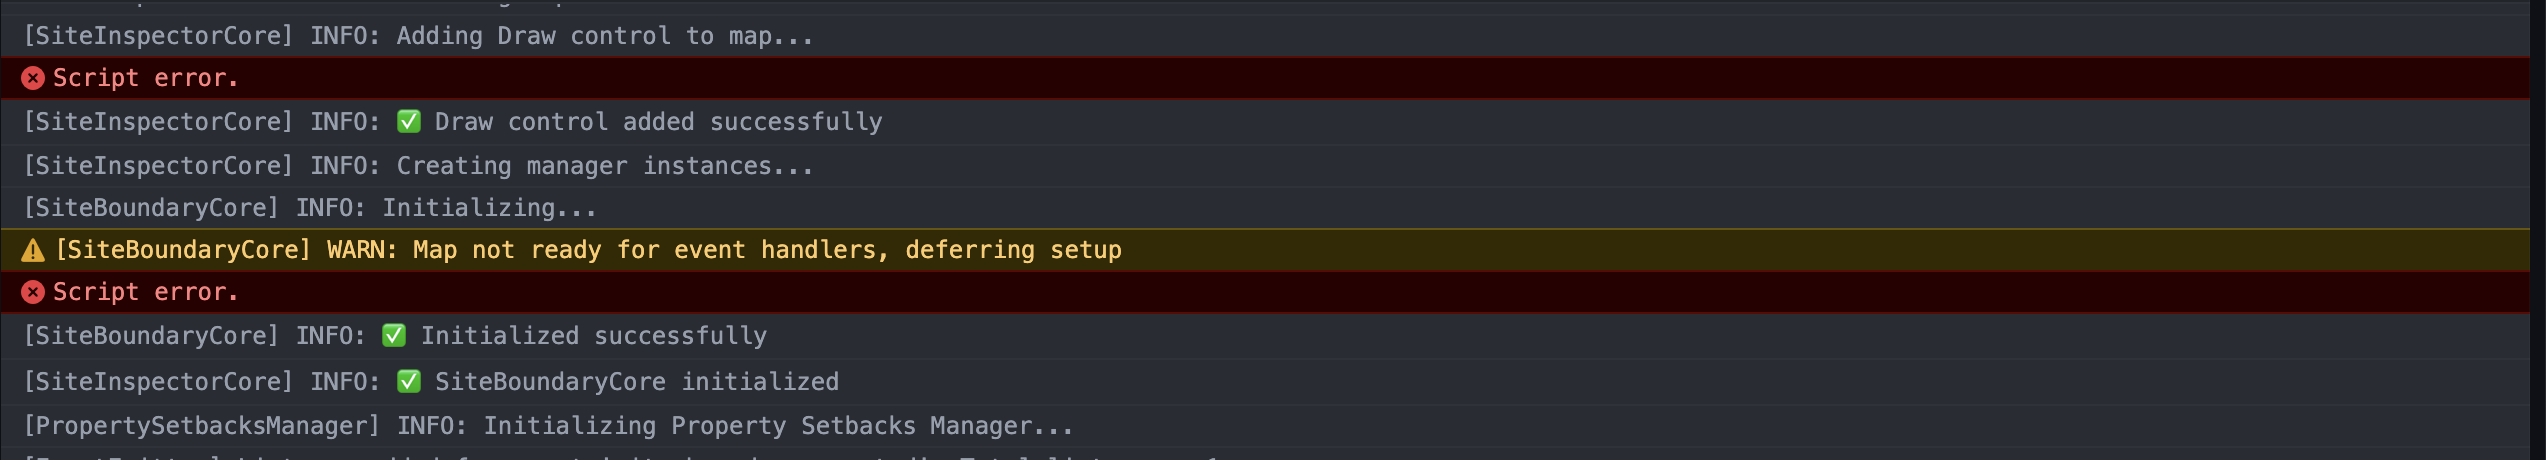 [SiteInspectorCore] INFO: Adding Draw control to map...
Script error.
[SiteInspectorCore] INFO: ✅ Draw control added successfully
[SiteInspectorCore] INFO: Creating manager instances...
[SiteBoundaryCore] INFO: Initializing...
[SiteBoundaryCore] WARN: Map not ready for event handlers, deferring setup
Script error.
[SiteBoundaryCore] INFO: ✅ Initialized successfully
[SiteInspectorCore] INFO: ✅ SiteBoundaryCore initialized
[PropertySetbacksManager] INFO: Initializing Property Setbacks Manager...